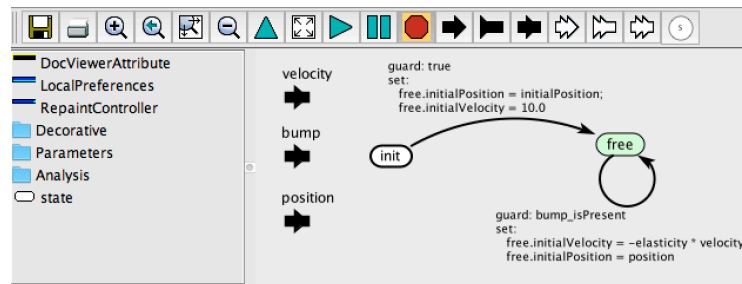 s
DocViewerAttribute
LocalPreferences
RepaintController
Decorative
Parameters
Analysis
state
velocity
bump
position
guard: true
set:
free.initialPosition = initialPosition;
free.initialVelocity = 10.0
init
free
guard: bump_isPresent
set:
free.initialVelocity = -elasticity * velocity
free.initialPosition = position